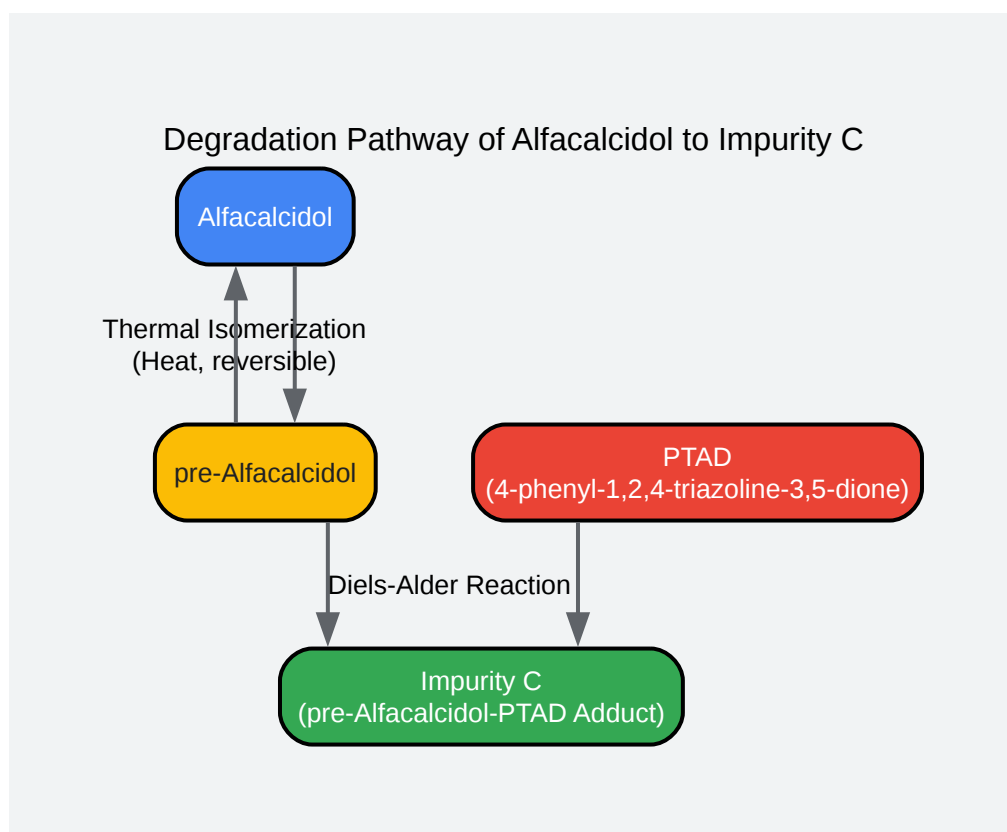 Degradation Pathway of Alfacalcidol to Impurity C
Alfacalcidol
Thermal Isomerization
(Heat, reversible)
pre-Alfacalcidol
PTAD
(4-phenyl-1,2,4-triazoline-3,5-dione)
Diels-Alder Reaction
Impurity C
(pre-Alfacalcidol-PTAD Adduct)